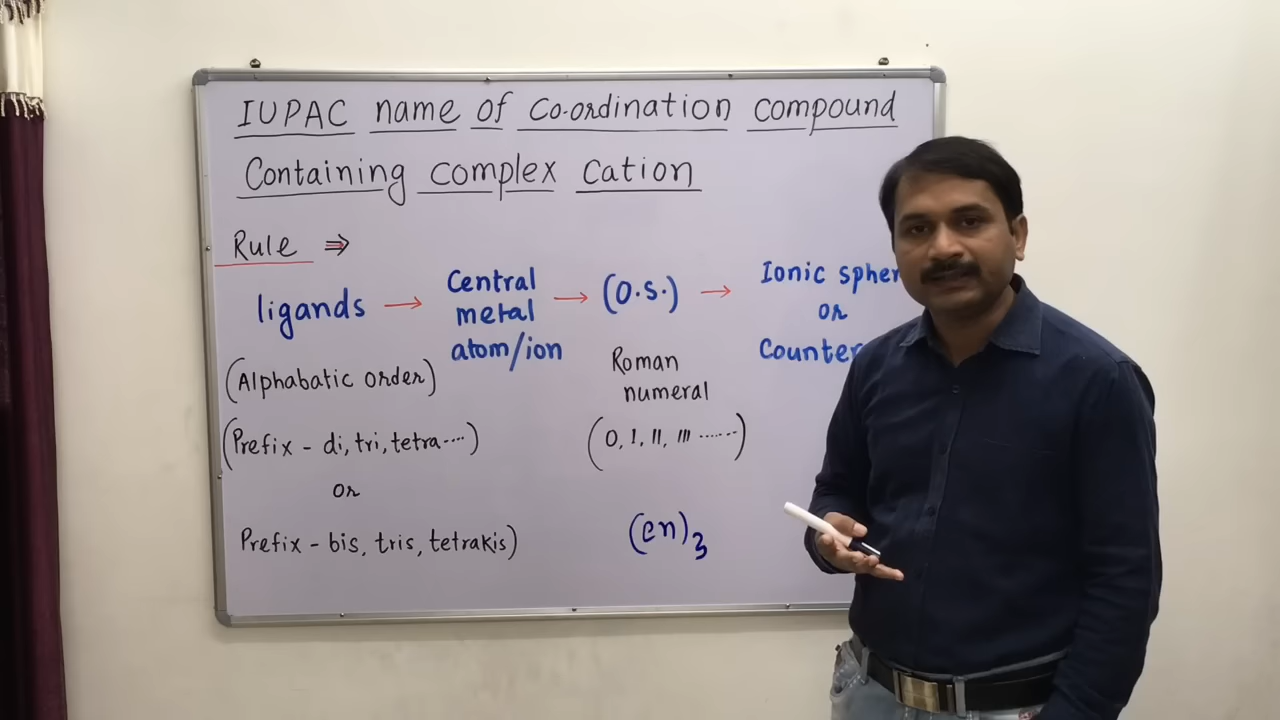 IUPAC name of Co-ordination compound
Containing complex cation
Rule ⇒
ligands → Central metal atom/ion → (O.S.) → Ionic spher
or
Counter
(Alphabatic order)
Roman numeral
(Prefix - di, tri, tetra....)
(0, I, II, III .......)
or
Prefix - bis, tris, tetrakis)
(en)3